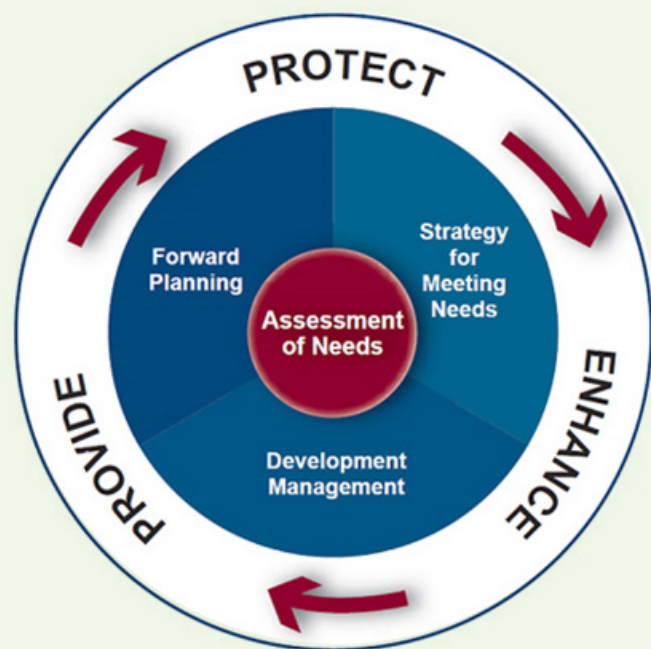 PROTECT
Forward
Planning
Strategy
for
Meeting
Needs
Assessment
of Needs
Development
Management
ENHANCE
PROVIDE